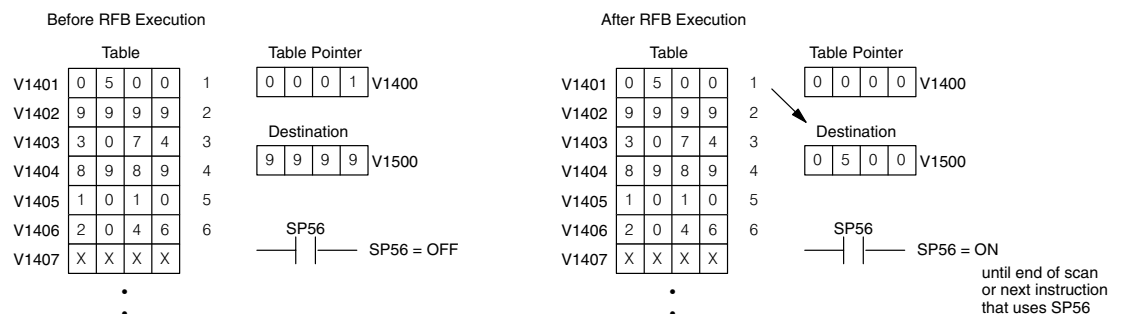 Before RFB Execution
Table
Table Pointer
V1401 0 5 0 0 1
0 0 0 1 V1400
V1402 9 9 9 9 2
V1403 3 0 7 4 3
Destination
V1404 8 9 8 9 4
9 9 9 9 V1500
V1405 1 0 1 0 5
V1406 2 0 4 6 6
V1407 X X X X
SP56
SP56 = OFF
After RFB Execution
Table
Table Pointer
V1401 0 5 0 0 1
0 0 0 0 V1400
V1402 9 9 9 9 2
V1403 3 0 7 4 3
Destination
V1404 8 9 8 9 4
0 5 0 0 V1500
V1405 1 0 1 0 5
V1406 2 0 4 6 6
V1407 X X X X
SP56
SP56 = ON
until end of scan
or next instruction
that uses SP56